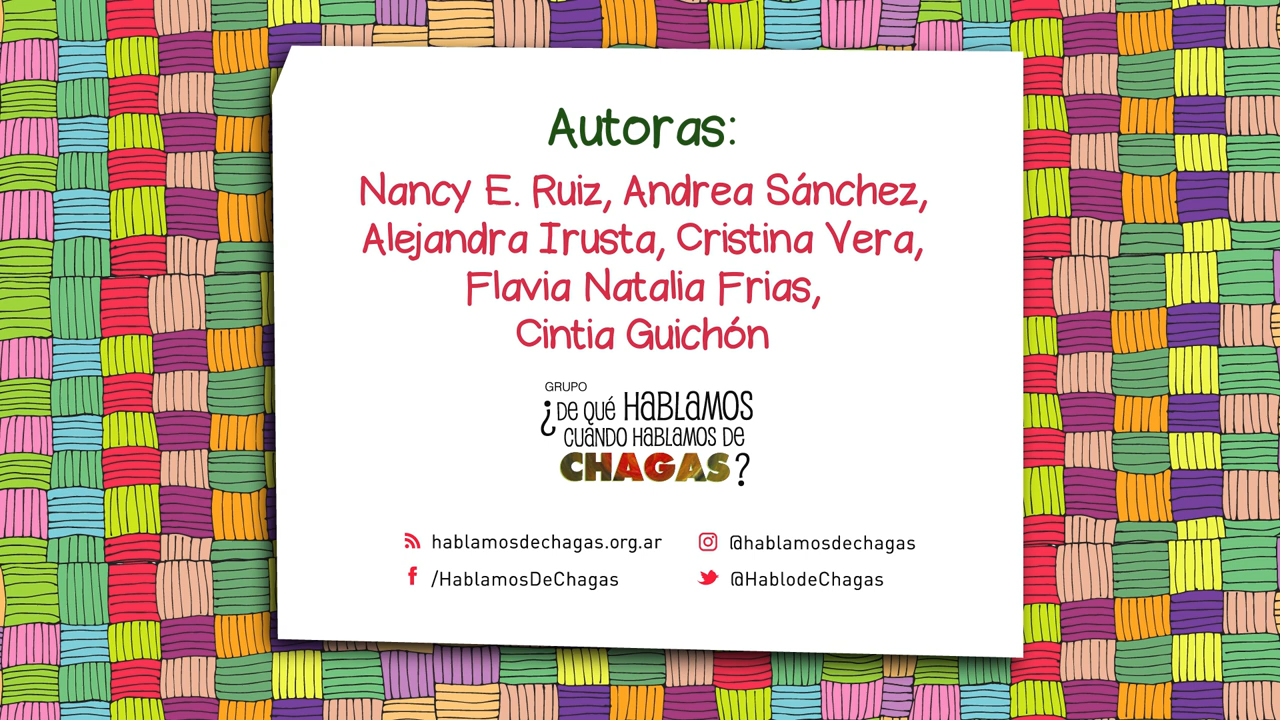 Autoras:
Nancy E. Ruiz, Andrea Sánchez,
Alejandra Irusta, Cristina Vera,
Flavia Natalia Frias,
Cintia Guichón
GRUPO
¿DE QUÉ HABLAMOS
CUANDO HABLAMOS DE
CHAGAS?
hablamosdechagas.org.ar
@hablamosdechagas
/HablamosDeChagas
@HablodeChagas